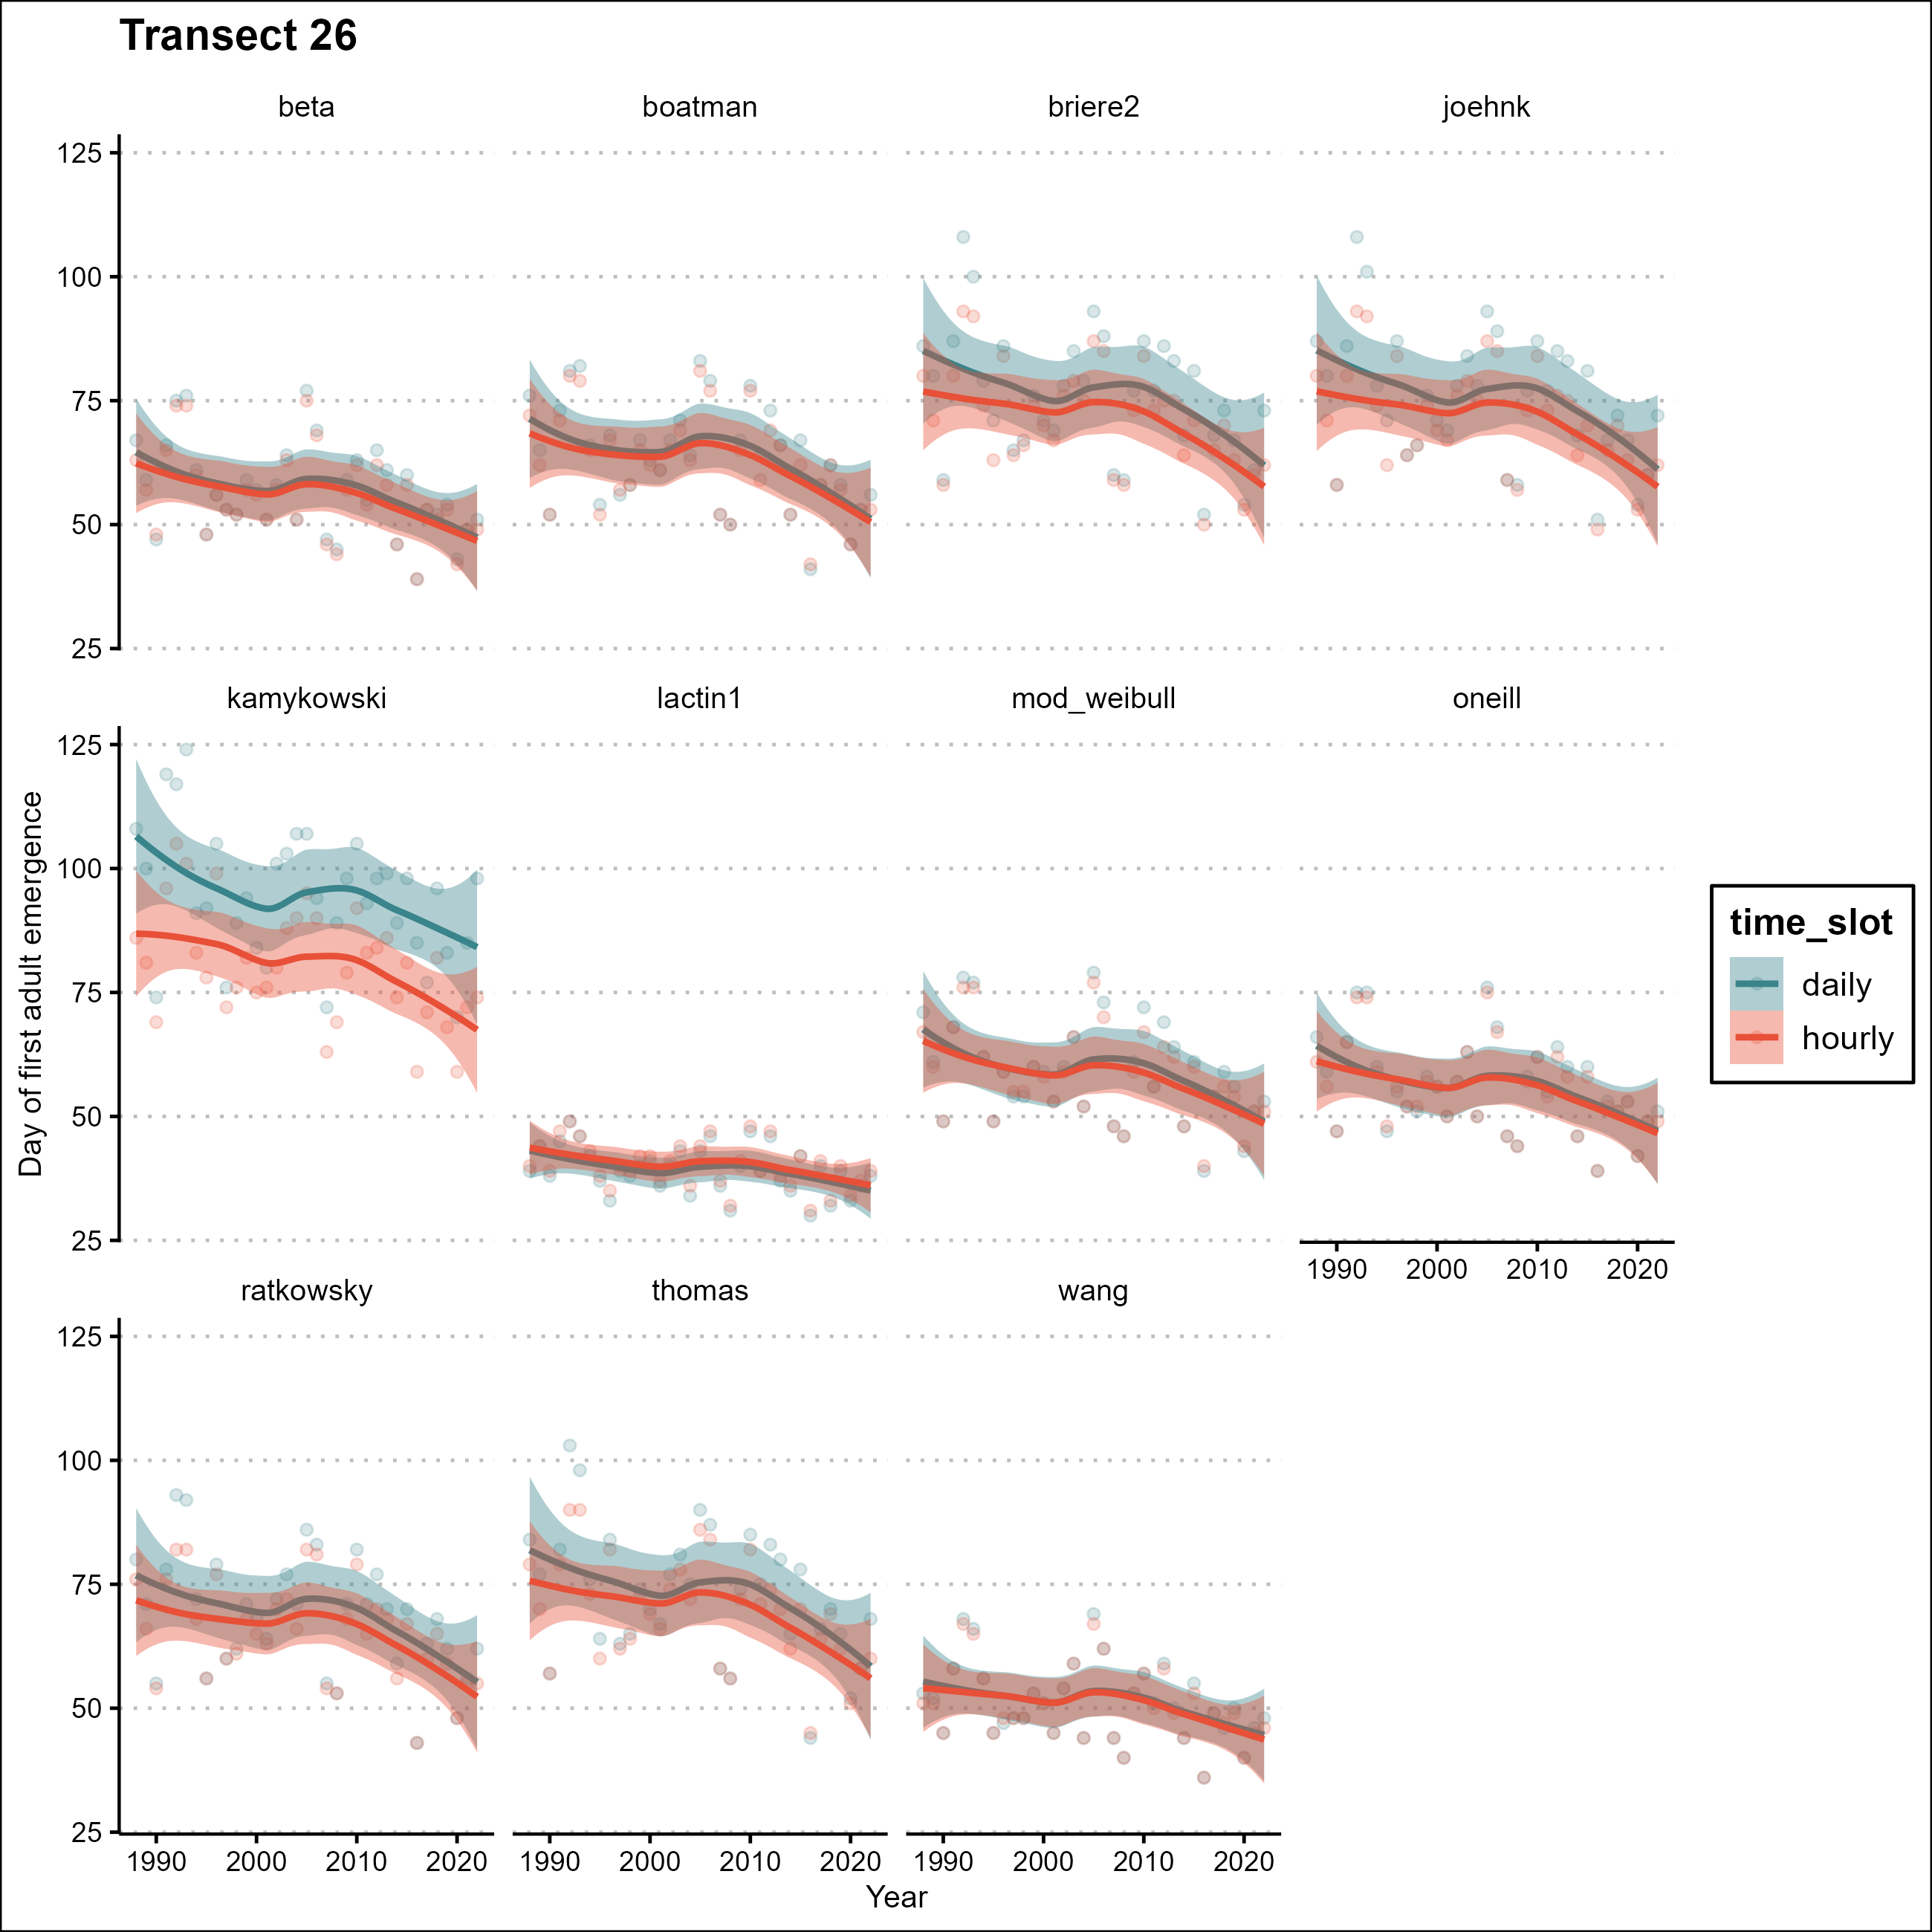 Transect 26
beta boatman briere2 joehnk
125
100
75
50
25
kamykowski lactin1 mod_weibull oneill
125
100
75
50
25
1990 2000 2010 2020
ratkowsky thomas wang
125
100
75
50
25
1990 2000 2010 2020 1990 2000 2010 2020 1990 2000 2010 2020
Year
Day of first adult emergence
time_slot
daily
hourly